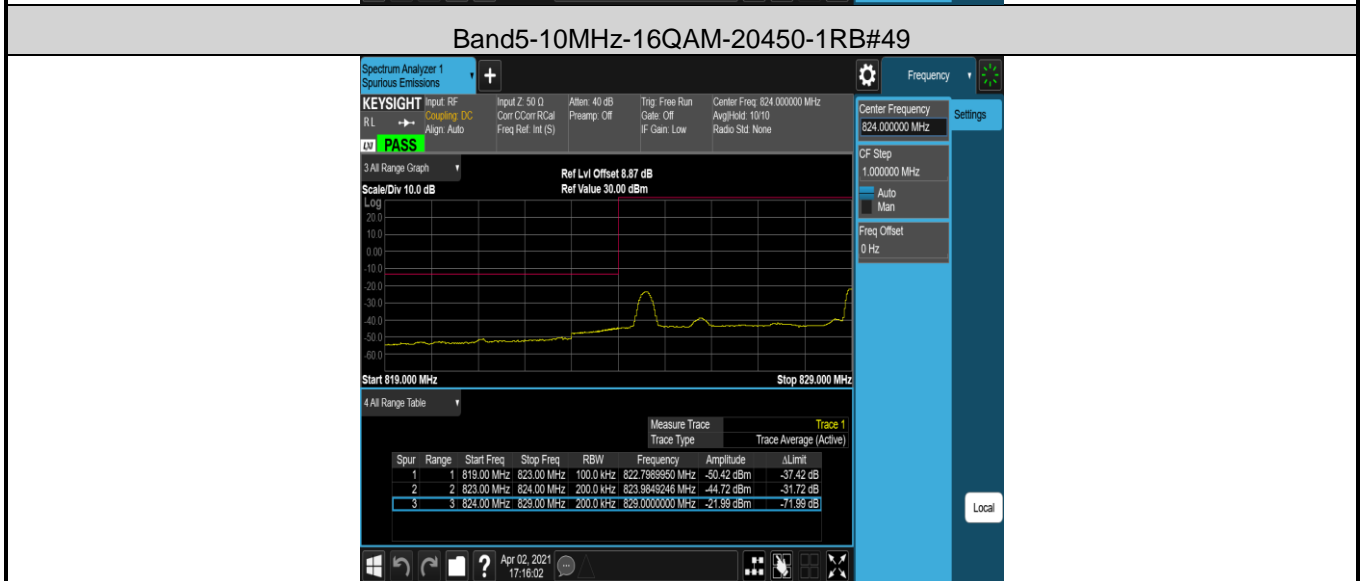 Band5-10MHz-16QAM-20450-1RB#49
Spectrum Analyzer 1
Spurious Emissions
+
Frequency
KEYSIGHT
Input: RF
Coupling: DC
Align: Auto
Input Z: 50 Ω
Corr CCorr RCal
Freq Ref: Int (S)
Atten: 40 dB
Preamp: Off
Trig: Free Run
Gate: Off
IF Gain: Low
Center Freq: 824.000000 MHz
Avg|Hold: 10/10
Radio Std: None
RL
LXI
PASS
Center Frequency
824.000000 MHz
Settings
CF Step
1.000000 MHz
Auto
Man
Freq Offset
0 Hz
3 All Range Graph
Ref Lvl Offset 8.87 dB
Scale/Div 10.0 dB
Ref Value 30.00 dBm
Log
20.0
10.0
0.00
-10.0
-20.0
-30.0
-40.0
-50.0
-60.0
Start 819.000 MHz
Stop 829.000 MHz
4 All Range Table
Measure Trace Trace 1
Trace Type Trace Average (Active)
Spur Range Start Freq Stop Freq RBW Frequency Amplitude ΔLimit
1 1 819.00 MHz 823.00 MHz 100.0 kHz 822.7989950 MHz -50.42 dBm -37.42 dB
2 2 823.00 MHz 824.00 MHz 200.0 kHz 823.9849246 MHz -44.72 dBm -31.72 dB
3 3 824.00 MHz 829.00 MHz 200.0 kHz 829.0000000 MHz -21.99 dBm -71.99 dB
Local
?
Apr 02, 2021
17:16:02